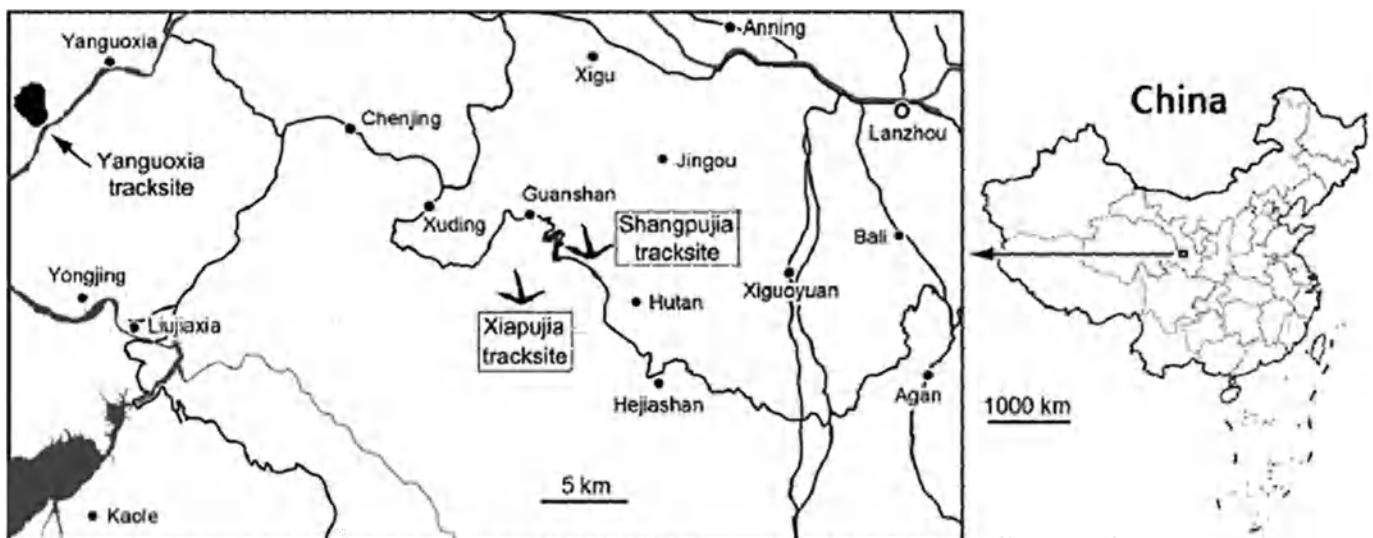 Yanguoxia
Anning
Xigu
China
Chenjing
Lanzhou
Yanguoxia
tracksite
Jingou
Guanshan
Xuding
Shangpujia
tracksite
Bali
Yongjing
Xiguoyuan
Hutan
Liujiaxia
Xiapujia
tracksite
Agan
Hejiashan
1000 km
5 km
Kaole